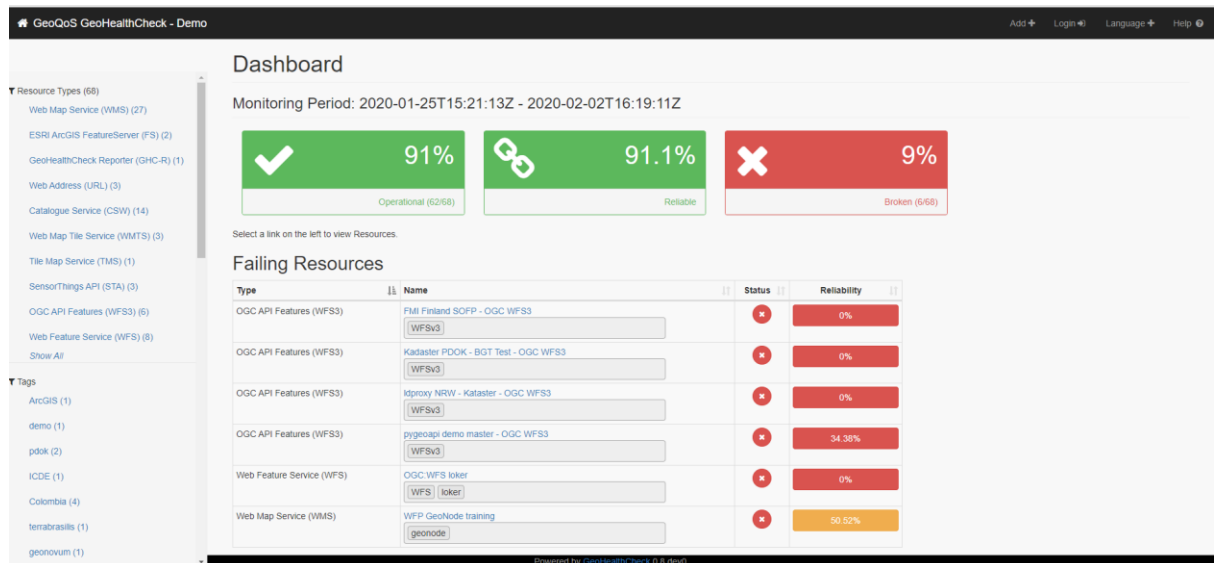 GeoQoS GeoHealthCheck - Demo
Add Login Language Help
Dashboard
Monitoring Period: 2020-01-25T15:21:13Z - 2020-02-02T16:19:11Z
Resource Types (68)
Web Map Service (WMS) (27)
ESRI ArcGIS FeatureServer (FS) (2)
GeoHealthCheck Reporter (GHC-R) (1)
Web Address (URL) (3)
Catalogue Service (CSW) (14)
Web Map Tile Service (WMTS) (3)
Tile Map Service (TMS) (1)
SensorThings API (STA) (3)
OGC API Features (WFS3) (6)
Web Feature Service (WFS) (8)
Show All
Tags
ArcGIS (1)
demo (1)
pdok (2)
ICDE (1)
Colombia (4)
terrabrasilis (1)
geonovum (1)
91%
Operational (62/68)
91.1%
Reliable
9%
Broken (6/68)
Select a link on the left to view Resources.
Failing Resources
Type Name Status Reliability
OGC API Features (WFS3) FMI Finland SOFP - OGC WFS3 0%
WFSv3
OGC API Features (WFS3) Kadaster PDOK - BGT Test - OGC WFS3 0%
WFSv3
OGC API Features (WFS3) ldproxy NRW - Kataster - OGC WFS3 0%
WFSv3
OGC API Features (WFS3) pygeoapi demo master - OGC WFS3 34.38%
WFSv3
Web Feature Service (WFS) OGC:WFS loker 0%
WFS loker
Web Map Service (WMS) WFP GeoNode training 50.52%
geonode
Powered by GeoHealthCheck 0.8.dev0